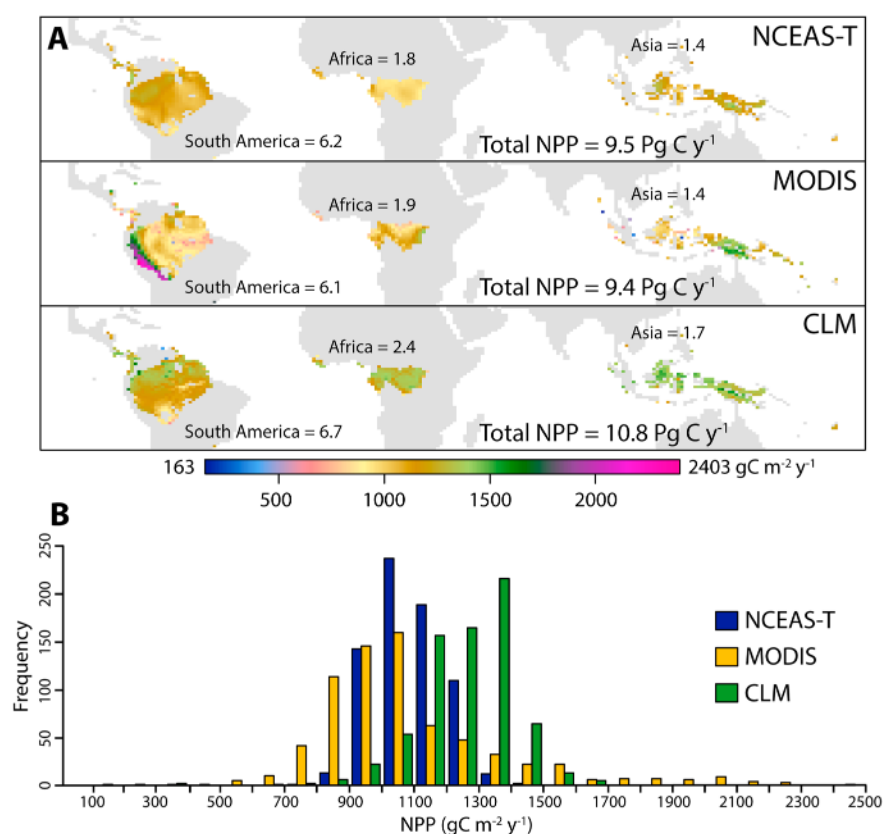 A
NCEAS-T
Africa = 1.8
Asia = 1.4
South America = 6.2
Total NPP = 9.5 Pg C y⁻¹
MODIS
Africa = 1.9
Asia = 1.4
South America = 6.1
Total NPP = 9.4 Pg C y⁻¹
CLM
Africa = 2.4
Asia = 1.7
South America = 6.7
Total NPP = 10.8 Pg C y⁻¹
163
2403 gC m⁻² y⁻¹
500 1000 1500 2000
B
Frequency
250
200
150
100
50
0
NCEAS-T
MODIS
CLM
100 300 500 700 900 1100 1300 1500 1700 1900 2100 2300 2500
NPP (gC m⁻² y⁻¹)